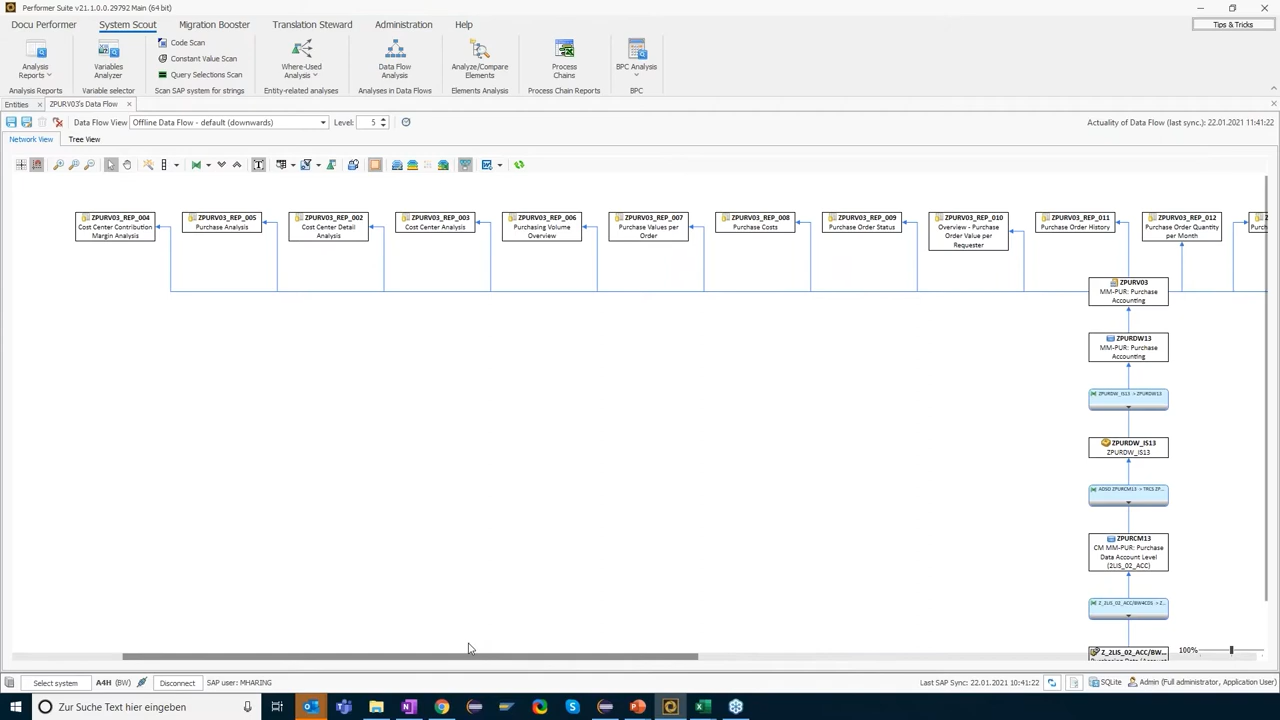 Performer Suite v21.1.0.0.29792 Main (64 bit)
Docu Performer System Scout Migration Booster Translation Steward Administration Help
Tips & Tricks
Analysis Reports
Variables Analyzer
Code Scan
Constant Value Scan
Query Selections Scan
Where-Used Analysis
Data Flow Analysis
Analyze/Compare Elements
Process Chains
BPC Analysis
Analysis Reports Variable selector Scan SAP system for strings Entity-related analyses Analyses in Data Flows Elements Analysis Process Chain Reports BPC
Entities ZPURV03's Data Flow
Data Flow View Offline Data Flow - default (downwards) Level: 5
Actuality of Data Flow (last sync.): 22.01.2021 11:41:22
Network View Tree View
ZPURV03_REP_004
Cost Center Contribution
Margin Analysis
ZPURV03_REP_005
Purchase Analysis
ZPURV03_REP_002
Cost Center Detail
Analysis
ZPURV03_REP_003
Cost Center Analysis
ZPURV03_REP_006
Purchasing Volume
Overview
ZPURV03_REP_007
Purchase Values per
Order
ZPURV03_REP_008
Purchase Costs
ZPURV03_REP_009
Purchase Order Status
ZPURV03_REP_010
Overview - Purchase
Order Value per
Requester
ZPURV03_REP_011
Purchase Order History
ZPURV03_REP_012
Purchase Order Quantity
per Month
ZPURV03
MM-PUR: Purchase
Accounting
ZPURDW13
MM-PUR: Purchase
Accounting
ZPURDW_IS13 -> ZPURDW13
ZPURDW_IS13
ZPURDW_IS13
ADSO ZPURCM13 -> TRCS ZP...
ZPURCM13
CM MM-PUR: Purchase
Data Account Level
(2LIS_02_ACC)
Z_2LIS_02_ACC/BW4CDS -> Z...
Z_2LIS_02_ACC/BW...
100%
Select system A4H (BW) Disconnect SAP user: MHARING
Last SAP Sync: 22.01.2021 10:41:22 SQLite Admin (Full administrator, Application User)
Zur Suche Text hier eingeben